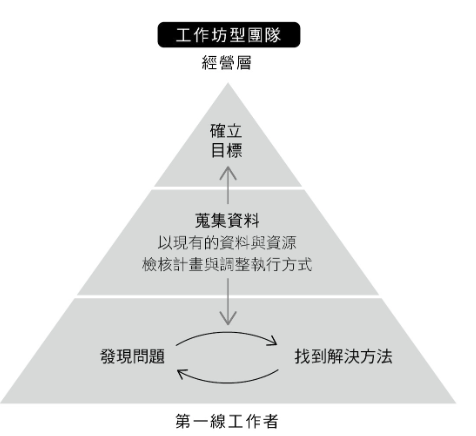 工作坊型團隊
經營層
確立
目標
蒐集資料
以現有的資料與資源
檢核計畫與調整執行方式
發現問題
找到解決方法
第一線工作者